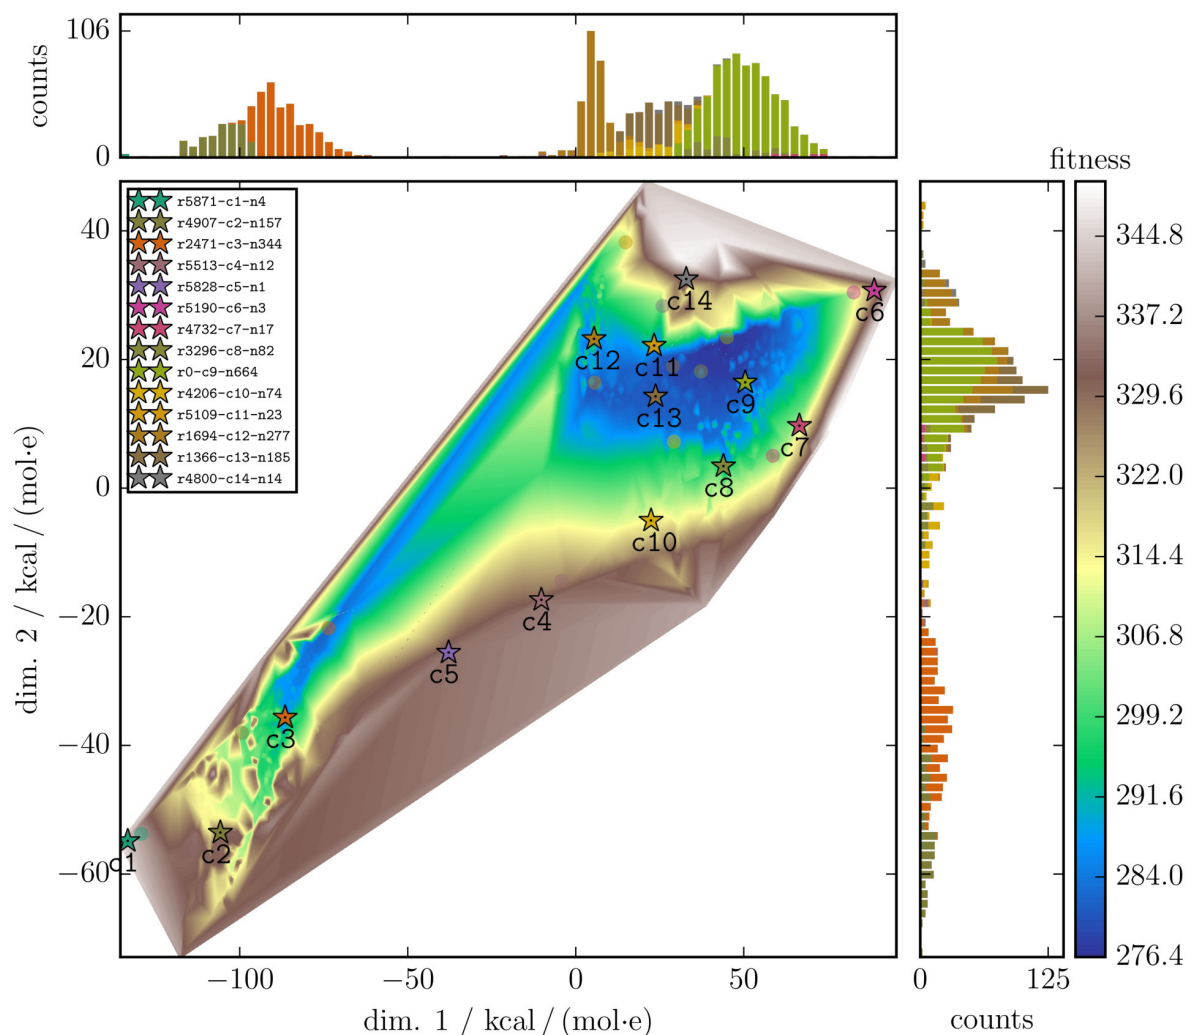 106
counts
0
fitness
r5871-c1-n4
r4907-c2-n157
r2471-c3-n344
r5513-c4-n12
r5828-c5-n1
r5190-c6-n3
r4732-c7-n17
r3296-c8-n82
r0-c9-n664
r4206-c10-n74
r5109-c11-n23
r1694-c12-n277
r1366-c13-n185
r4800-c14-n14
40
20
0
−20
−40
−60
dim. 2 / kcal / (mol·e)
c14
c6
c12
c11
c9
c13
c7
c8
c10
c4
c5
c3
c2
c1
344.8
337.2
329.6
322.0
314.4
306.8
299.2
291.6
284.0
276.4
−100
−50
0
50
dim. 1 / kcal / (mol·e)
0
125
counts